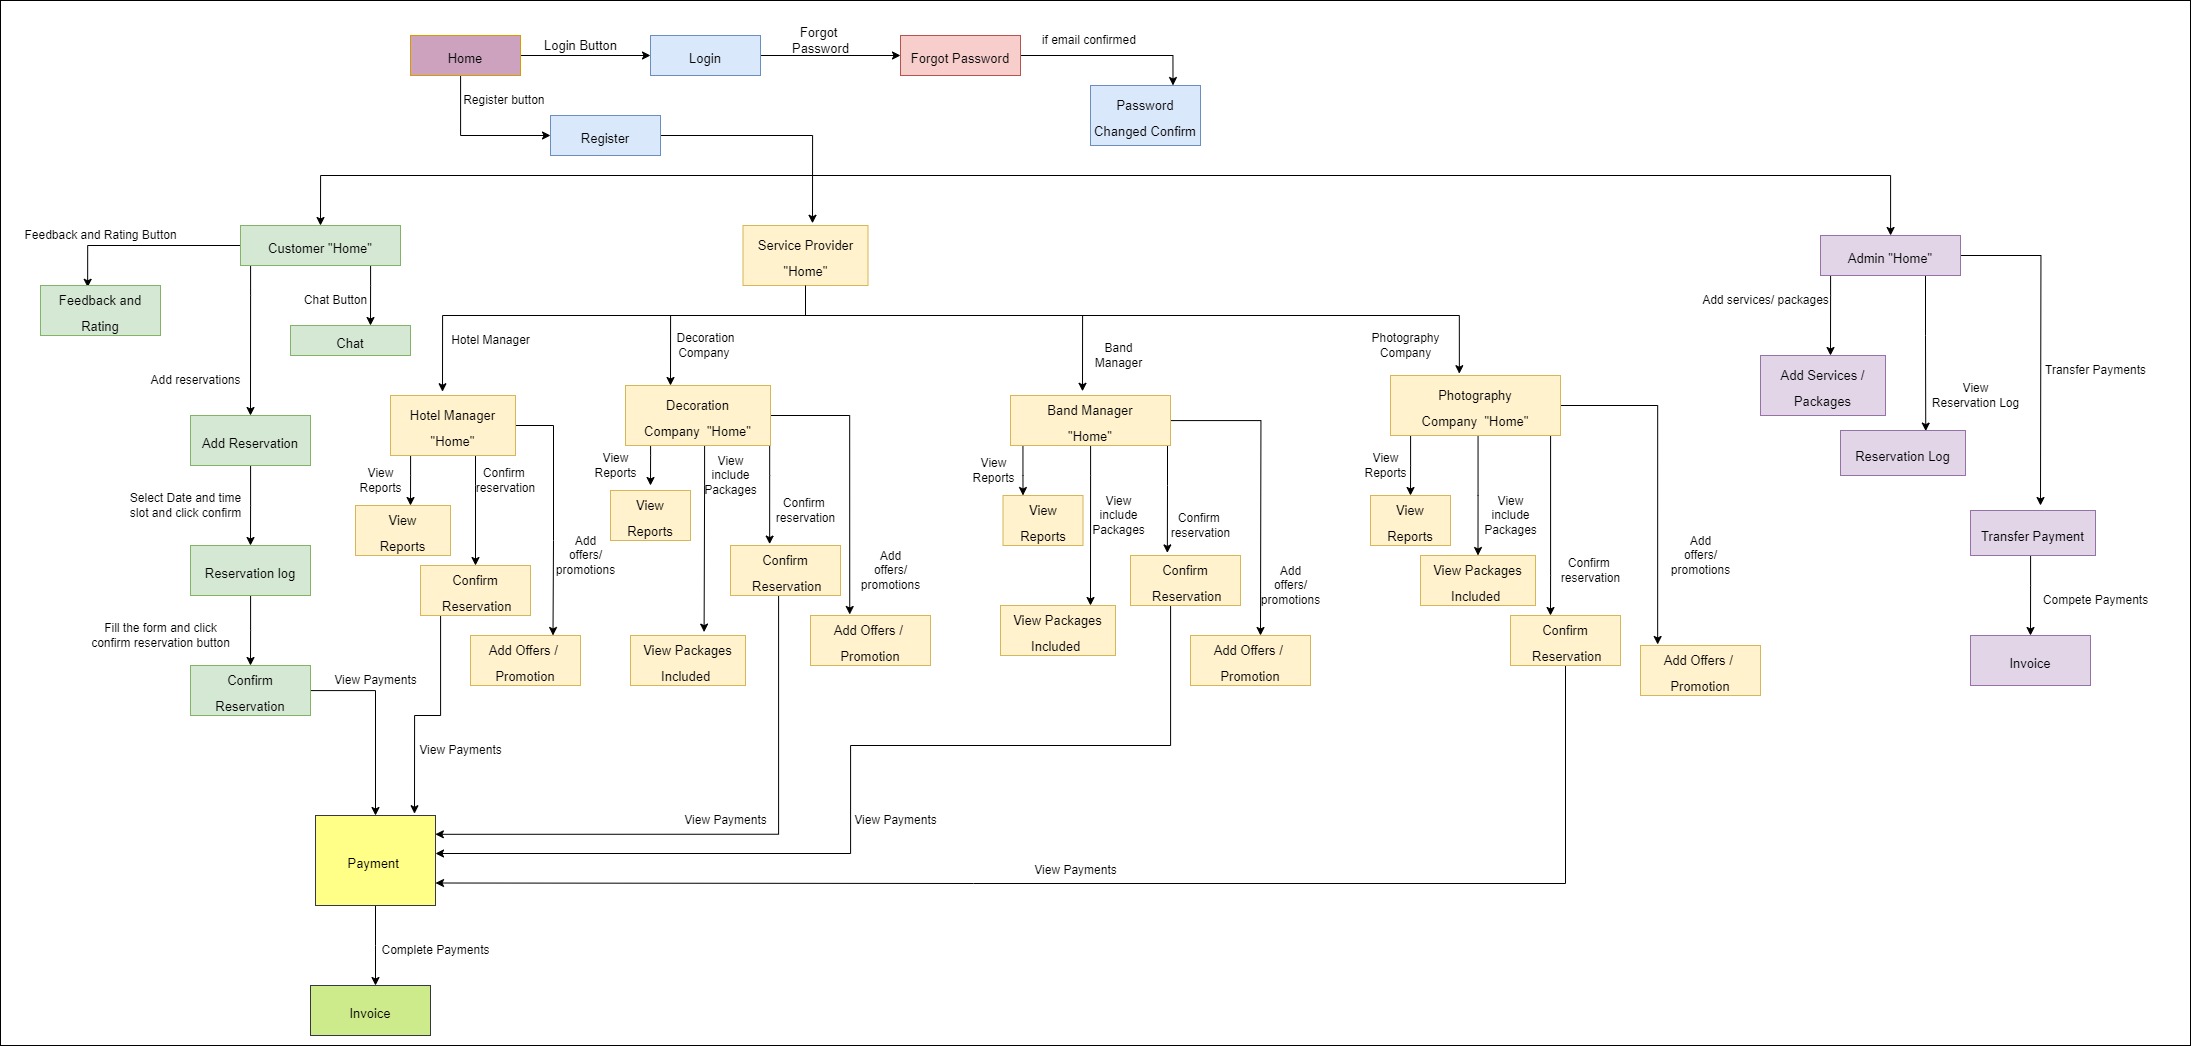 Home
Login Button
Login
Forgot
Password
Forgot Password
if email confirmed
Password
Changed Confirm
Register button
Register
Feedback and Rating Button
Customer "Home"
Feedback and
Rating
Chat Button
Chat
Add reservations
Add Reservation
Select Date and time
slot and click confirm
Reservation log
Fill the form and click
confirm reservation button
Confirm
Reservation
View Payments
Service Provider
"Home"
Hotel Manager
Hotel Manager
"Home"
View
Reports
Confirm
reservation
View
Reports
Add
offers/
promotions
Confirm
Reservation
Add Offers /
Promotion
View Payments
Decoration
Company
Decoration
Company "Home"
View
Reports
View
include
Packages
Confirm
reservation
View
Reports
Add
offers/
promotions
Confirm
Reservation
View Packages
Included
Add Offers /
Promotion
View Payments
Band
Manager
Band Manager
"Home"
View
Reports
View
include
Packages
Confirm
reservation
View
Reports
Add
offers/
promotions
Confirm
Reservation
View Packages
Included
Add Offers /
Promotion
View Payments
Photography
Company
Photography
Company "Home"
View
Reports
View
include
Packages
View
Reports
Confirm
reservation
Add
offers/
promotions
View Packages
Included
Confirm
Reservation
Add Offers /
Promotion
View Payments
Admin "Home"
Add services/ packages
Add Services /
Packages
View
Reservation Log
Reservation Log
Transfer Payments
Transfer Payment
Compete Payments
Invoice
Payment
Complete Payments
Invoice